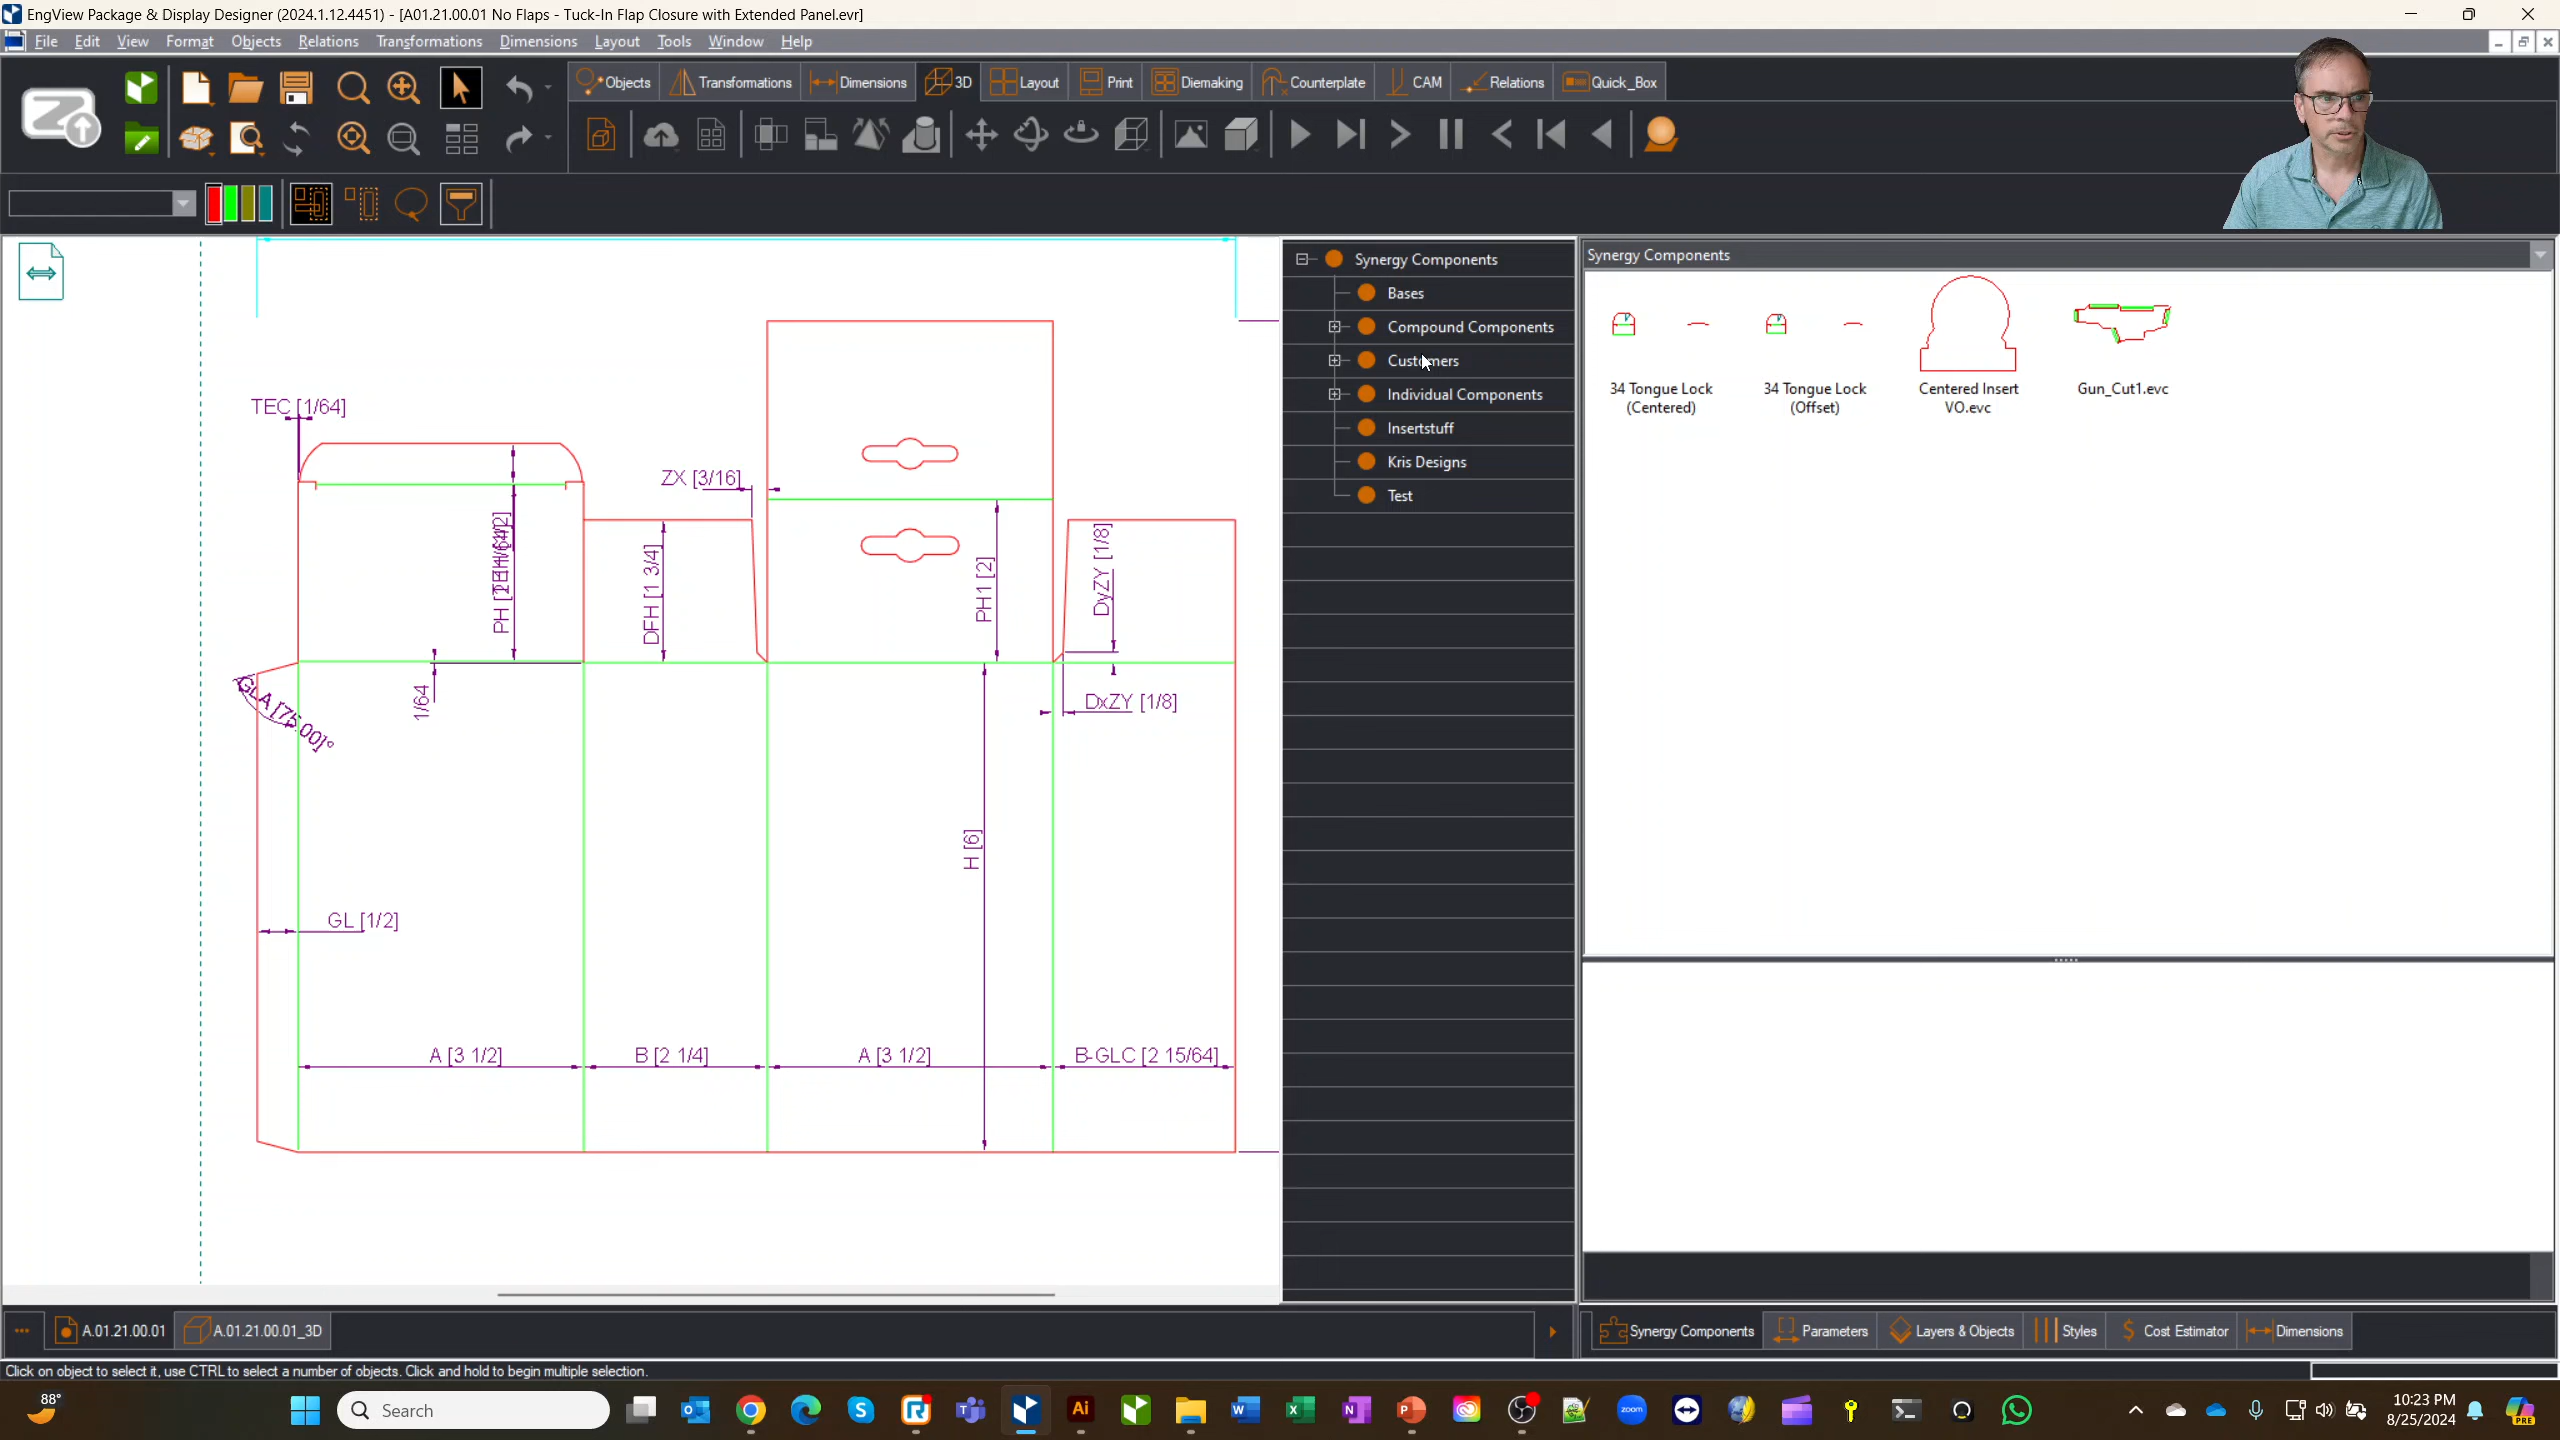 EngView Package & Display Designer (2024.1.12.4451) - [A01.21.00.01 No Flaps - Tuck-In Flap Closure with Extended Panel.evr]
File Edit View Format Objects Relations Transformations Dimensions Layout Tools Window Help
Objects Transformations Dimensions 3D Layout Print Diemaking Counterplate CAM Relations Quick_Box
Synergy Components
Bases
Compound Components
Customers
Individual Components
Insertstuff
Kris Designs
Test
Synergy Components
34 Tongue Lock (Centered)
34 Tongue Lock (Offset)
Centered Insert VO.evc
Gun_Cut1.evc
TEC [1/64]
ZX [3/16]
DFH [1 3/4]
PH1 [2]
DyZY [1/8]
DxZY [1/8]
GLA [75.00]°
1/64
H [6]
GL [1/2]
A [3 1/2]
B [2 1/4]
A [3 1/2]
B-GLC [2 15/64]
A.01.21.00.01 A.01.21.00.01_3D
Synergy Components Parameters Layers & Objects Styles Cost Estimator Dimensions
Click on object to select it, use CTRL to select a number of objects. Click and hold to begin multiple selection.
88°
Search
zoom
10:23 PM
8/25/2024